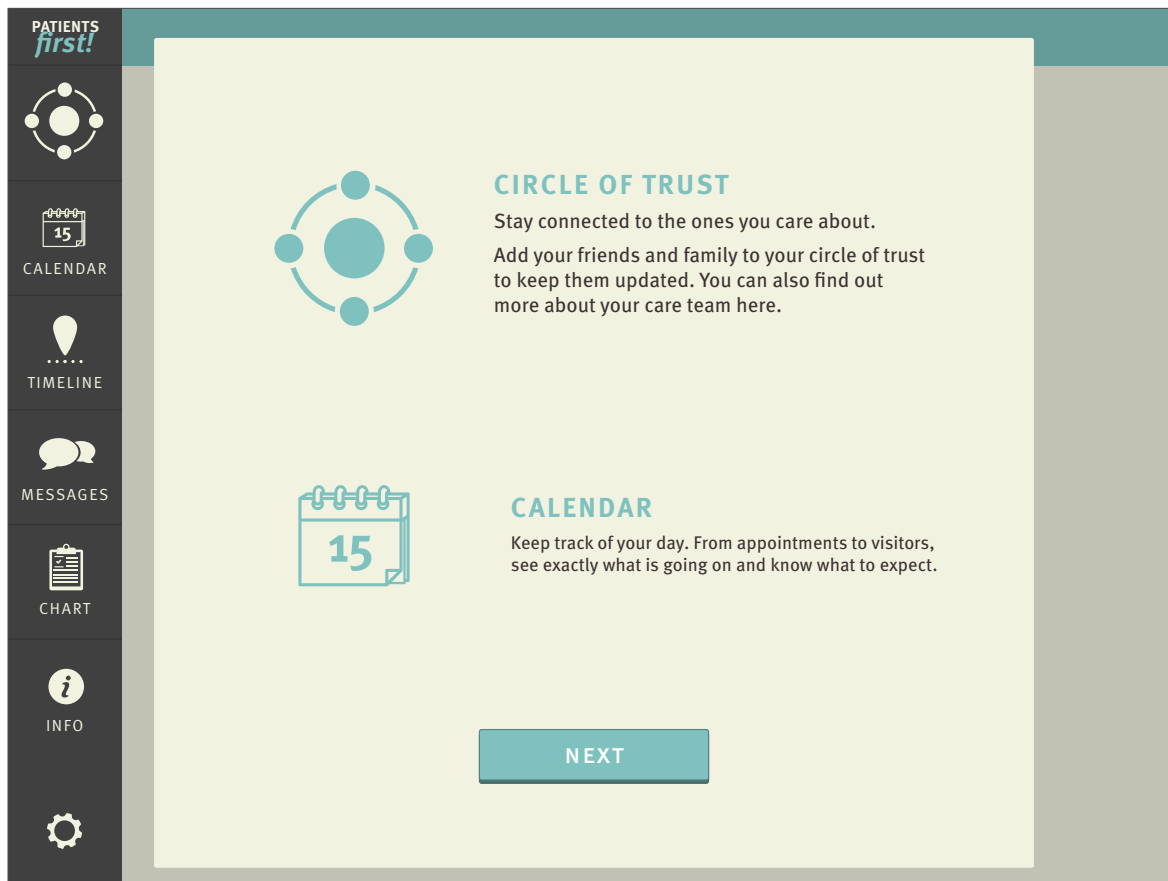 PATIENTS
first!
15
CALENDAR
TIMELINE
MESSAGES
CHART
i
INFO
CIRCLE OF TRUST
Stay connected to the ones you care about.
Add your friends and family to your circle of trust
to keep them updated. You can also find out
more about your care team here.
15
CALENDAR
Keep track of your day. From appointments to visitors,
see exactly what is going on and know what to expect.
NEXT